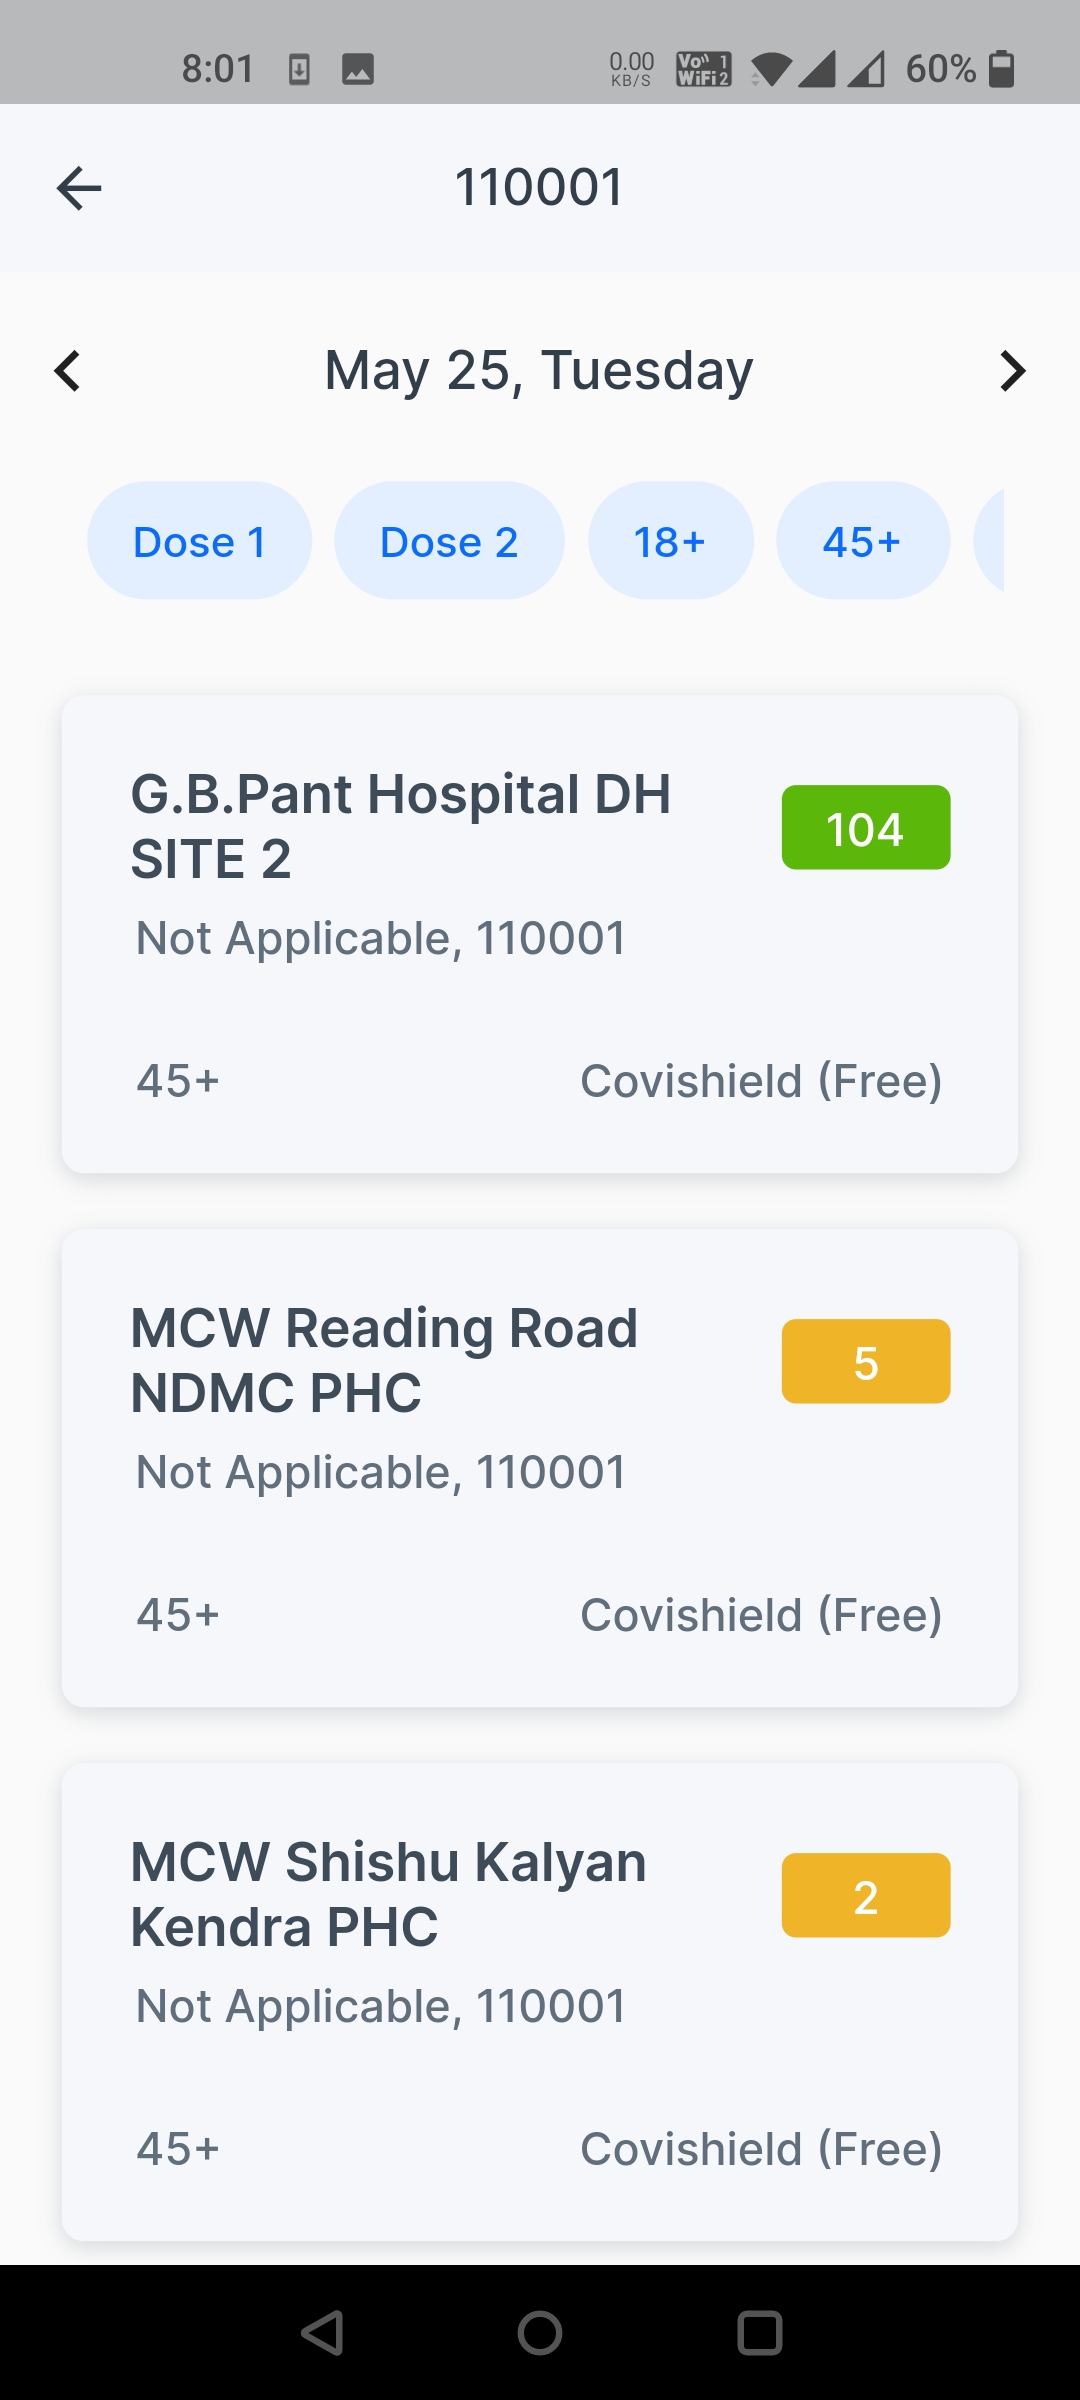 8:01
0.00 KB/S
Vo WiFi 1 2
60%
110001
May 25, Tuesday
Dose 1 Dose 2 18+ 45+
G.B.Pant Hospital DH
SITE 2
104
Not Applicable, 110001
45+ Covishield (Free)
MCW Reading Road
NDMC PHC
5
Not Applicable, 110001
45+ Covishield (Free)
MCW Shishu Kalyan
Kendra PHC
2
Not Applicable, 110001
45+ Covishield (Free)